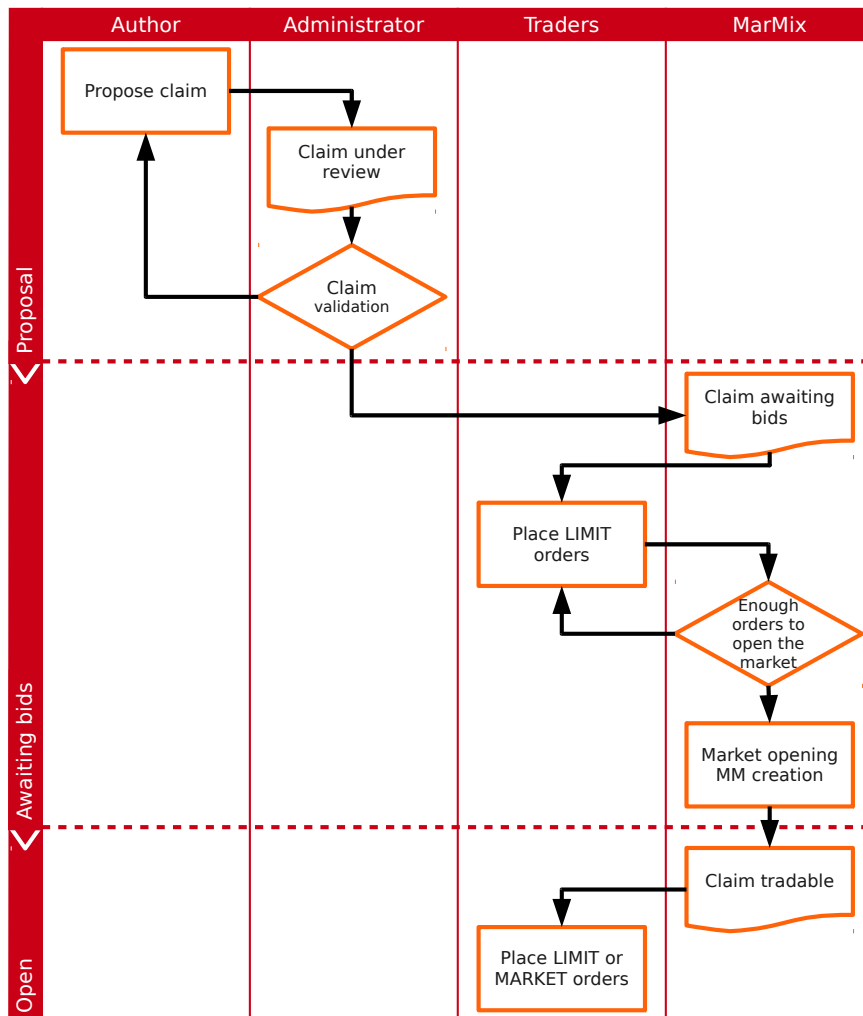 Author
Administrator
Traders
MarMix
Proposal
Propose claim
Claim under
review
Claim
validation
Awaiting bids
Claim awaiting
bids
Place LIMIT
orders
Enough
orders to
open the
market
Market opening
MM creation
Open
Claim tradable
Place LIMIT or
MARKET orders